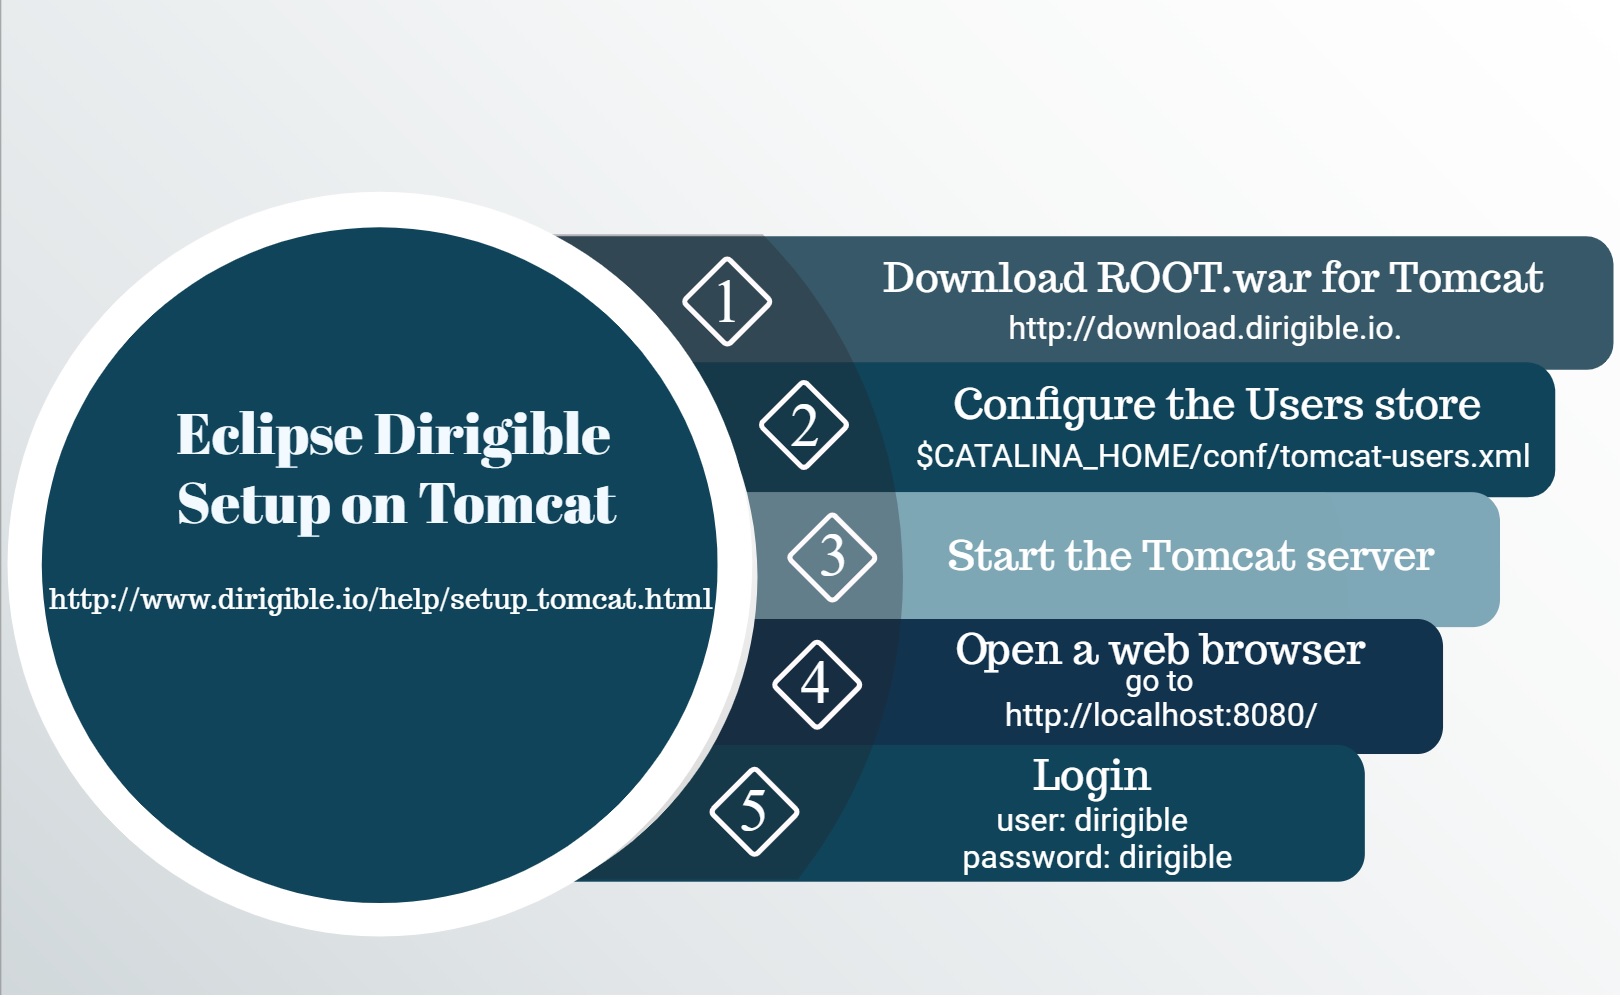 Eclipse Dirigible
Setup on Tomcat
http://www.dirigible.io/help/setup_tomcat.html
1
Download ROOT.war for Tomcat
http://download.dirigible.io.
2
Configure the Users store
$CATALINA_HOME/conf/tomcat-users.xml
3
Start the Tomcat server
4
Open a web browser
go to
http://localhost:8080/
5
Login
user: dirigible
password: dirigible